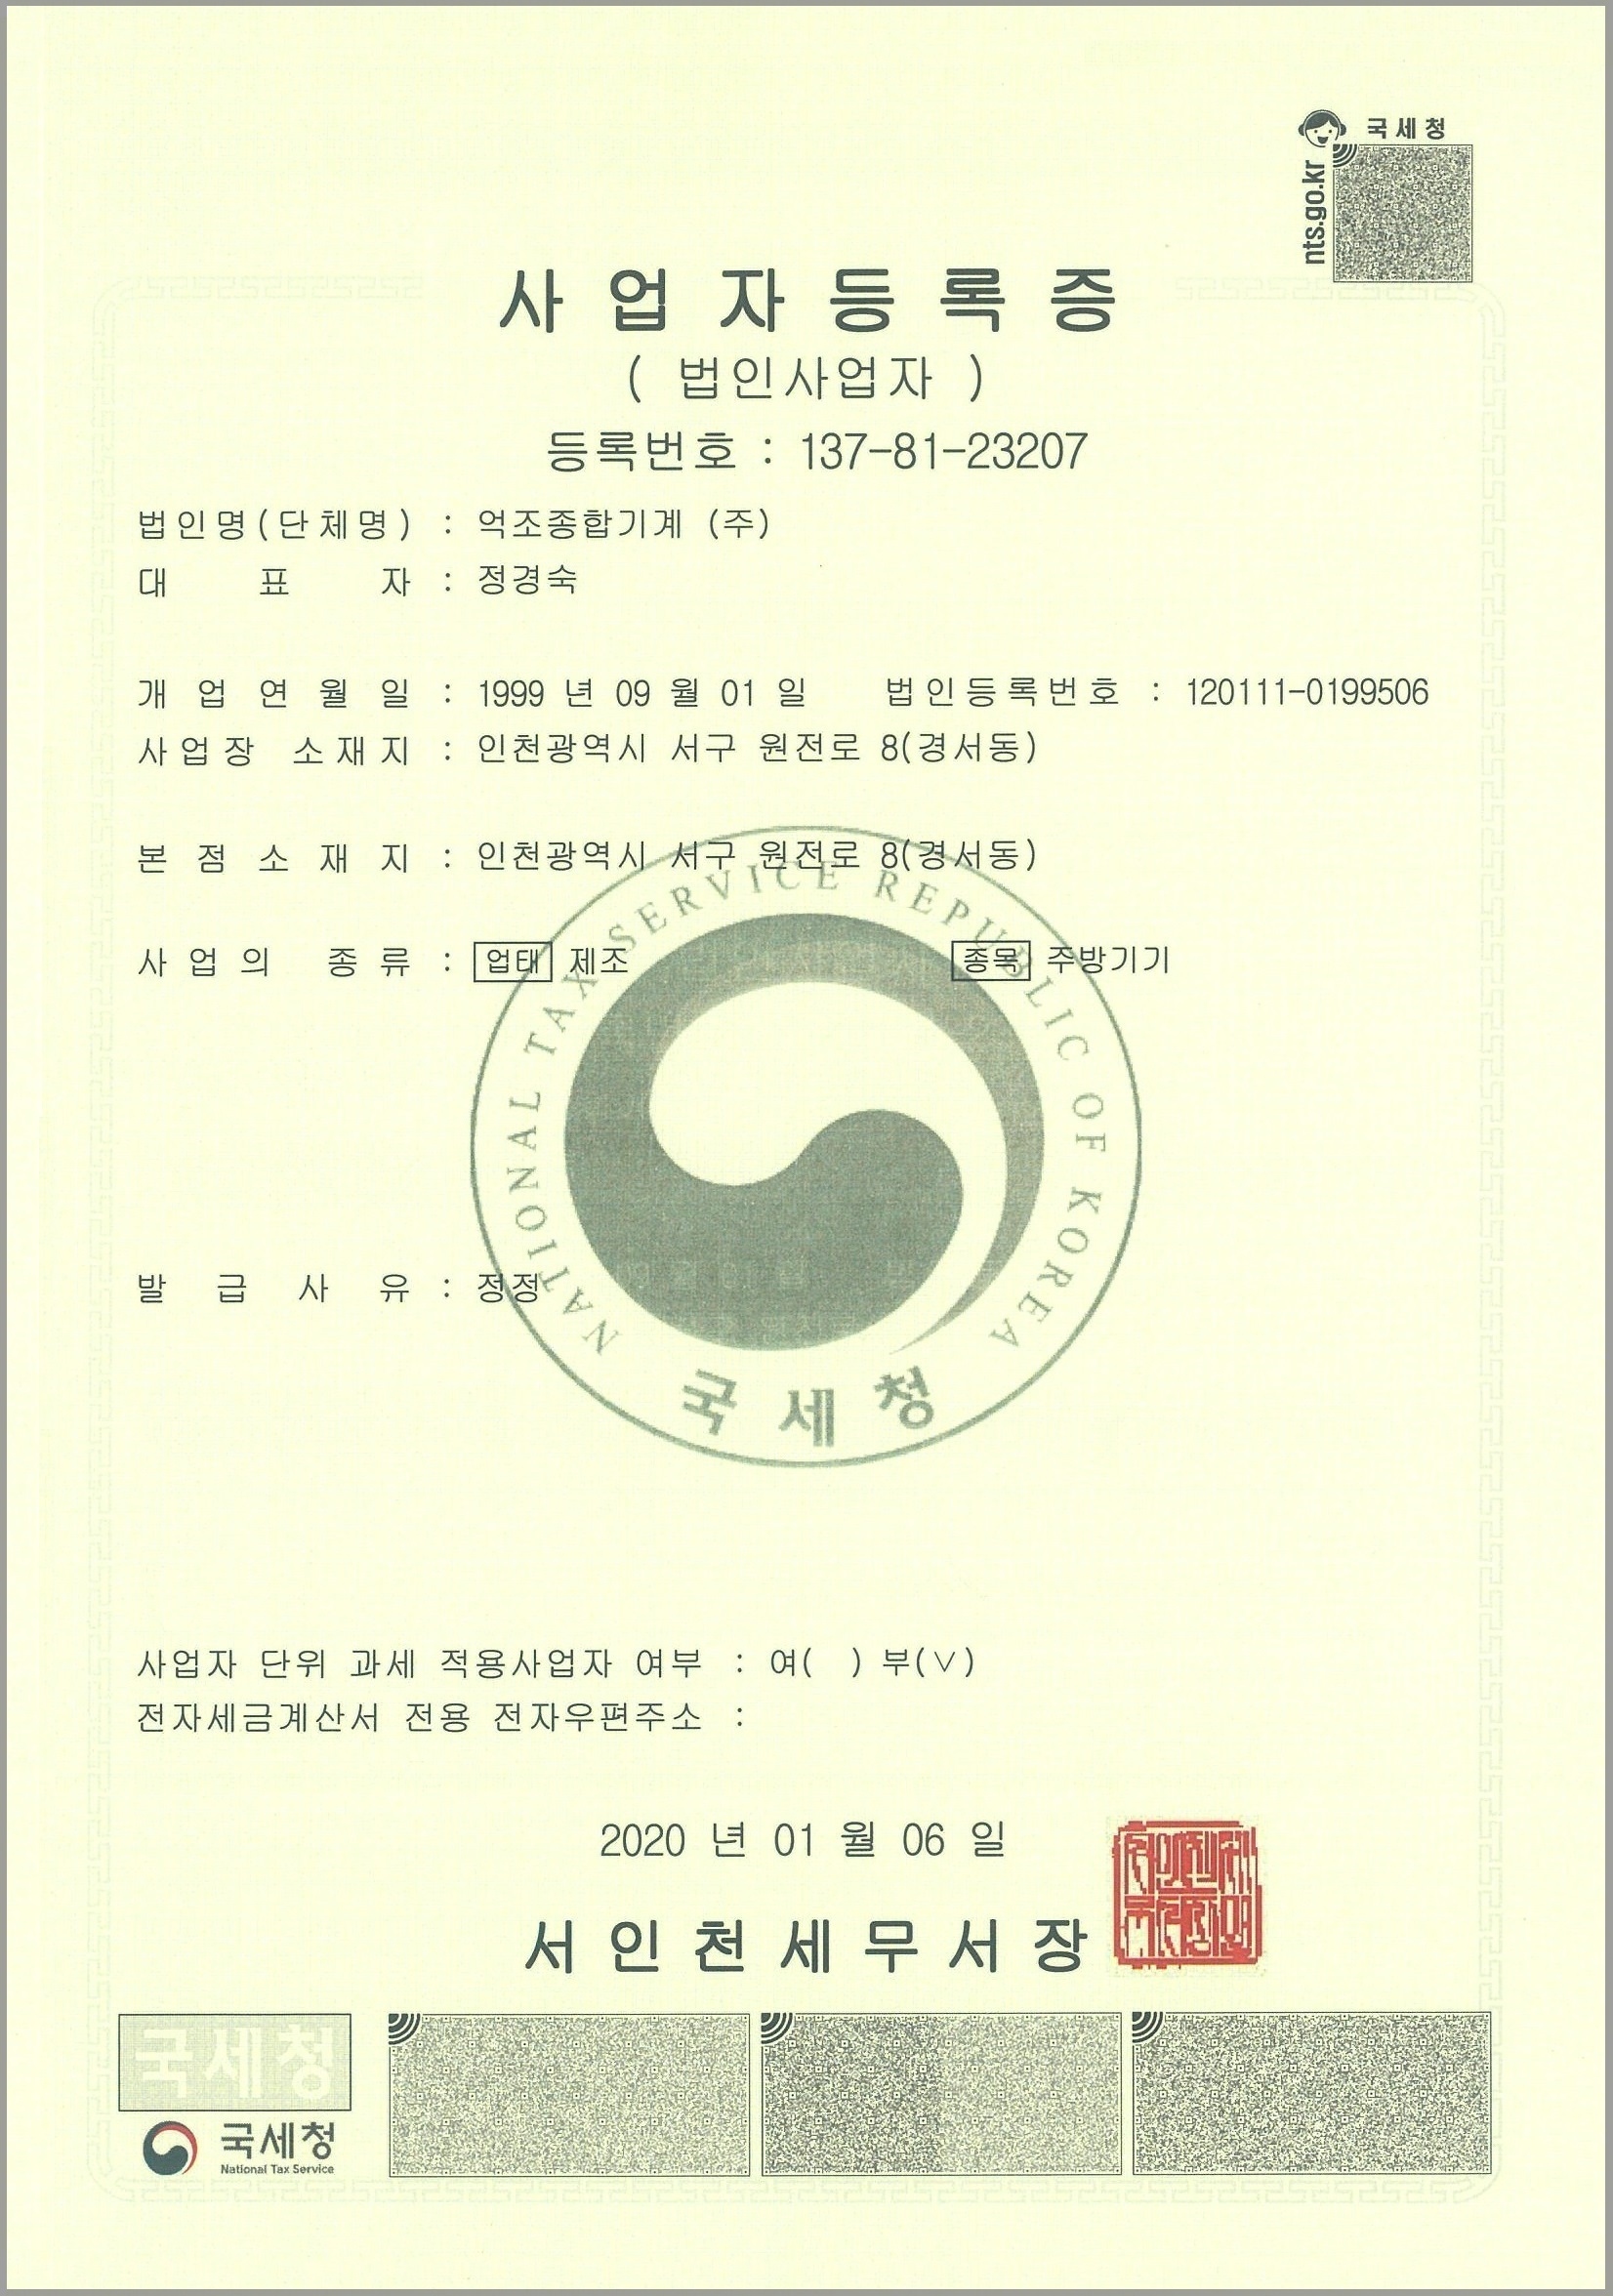 국세청
nts.go.kr
사업자등록증
( 법인사업자 )
등록번호 : 137-81-23207
법인명(단체명) : 억조종합기계 (주)
대 표 자 : 정경숙
개 업 연 월 일 : 1999 년 09 월 01 일 법인등록번호 : 120111-0199506
사업장 소재지 : 인천광역시 서구 원전로 8(경서동)
본 점 소 재 지 : 인천광역시 서구 원전로 8(경서동)
사 업 의 종 류 : 업태 제조 종목 주방기기
NATIONAL TAX SERVICE REPUBLIC OF KOREA
발 급 사 유 : 정정
국세청
사업자 단위 과세 적용사업자 여부 : 여( ) 부(∨)
전자세금계산서 전용 전자우편주소 :
2020 년 01 월 06 일
서인천세무서장
국세청
국세청
National Tax Service